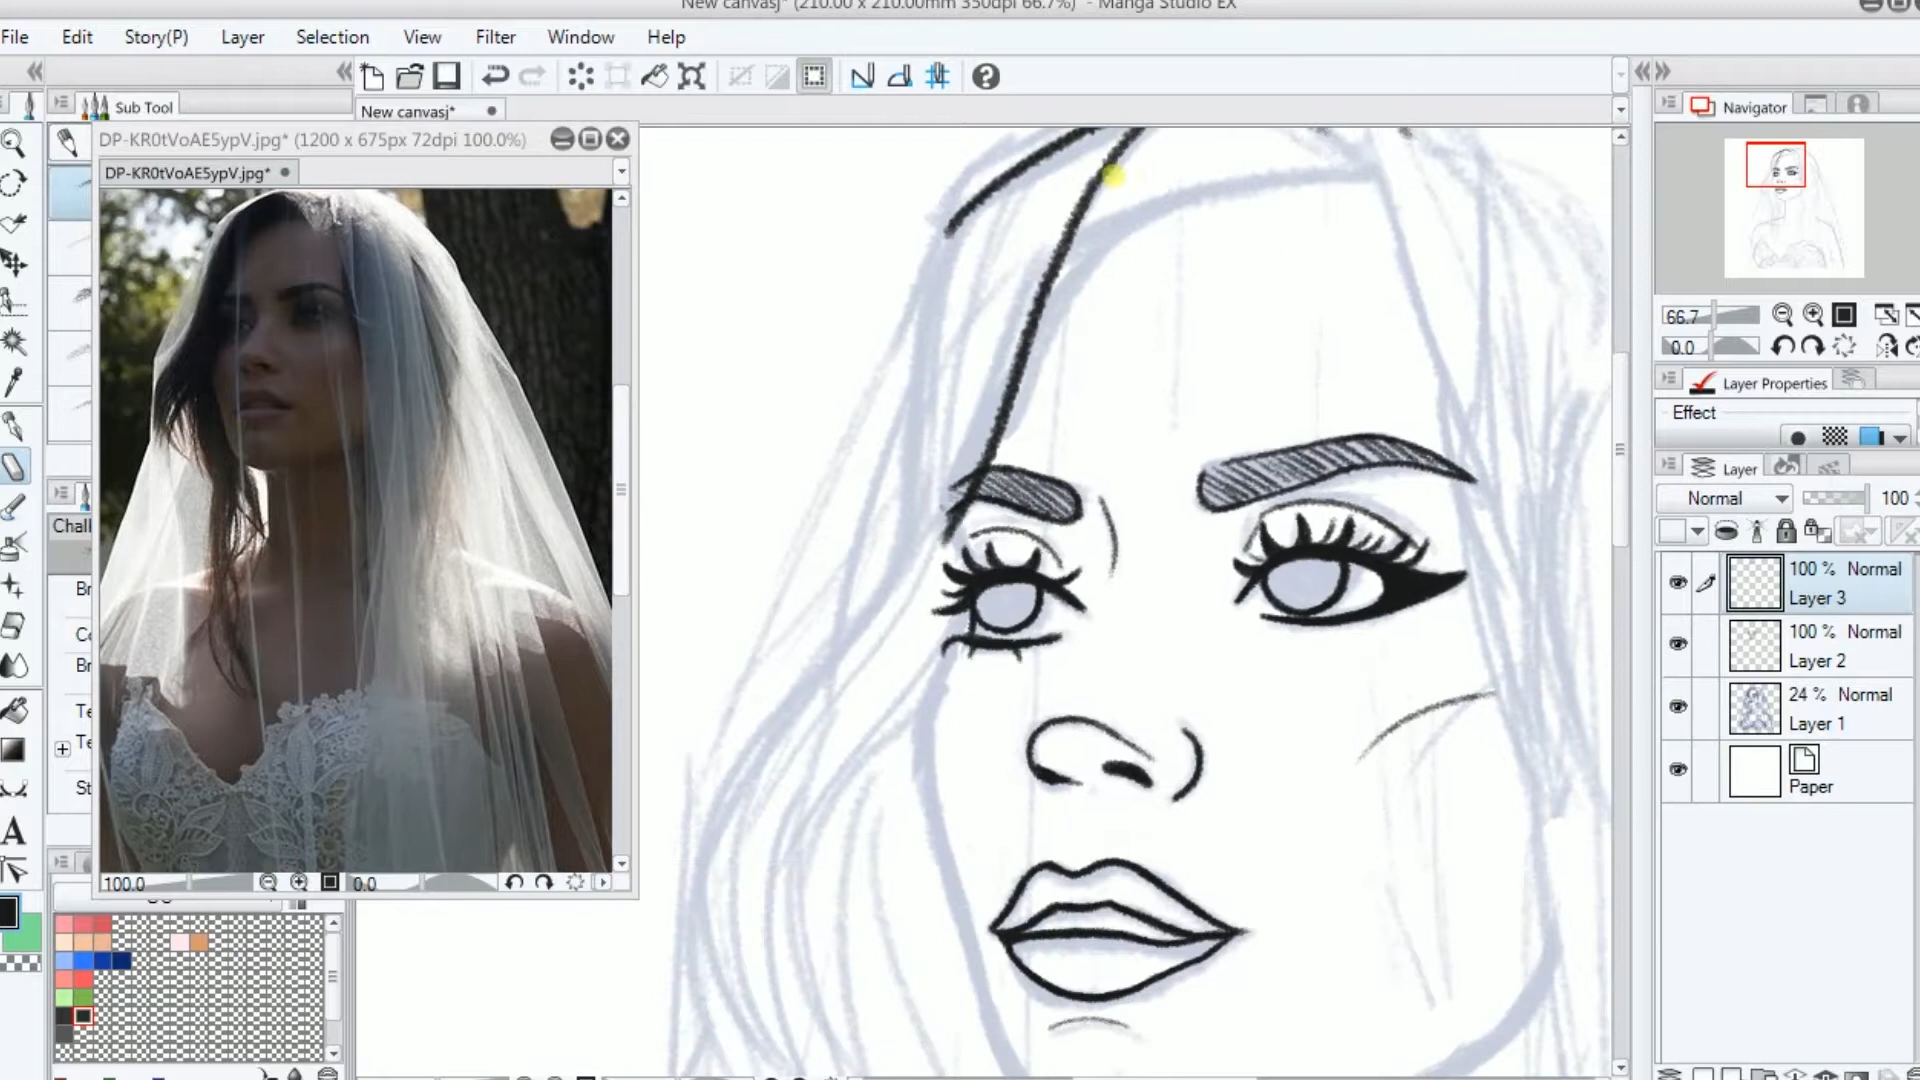 New canvasj* (210.00 x 210.00mm 350dpi 66.7%) - Manga Studio EX
File Edit Story(P) Layer Selection View Filter Window Help
Sub Tool
New canvasj*
Navigator
DP-KR0tVoAE5ypV.jpg* (1200 x 675px 72dpi 100.0%)
DP-KR0tVoAE5ypV.jpg*
66.7
0.0
Layer Properties
Effect
Layer
Normal 100
Chalk
100 % Normal
Layer 3
100 % Normal
Layer 2
24 % Normal
Layer 1
Paper
Br
Co
Br
Te
Te
St
A
100.0 0.0